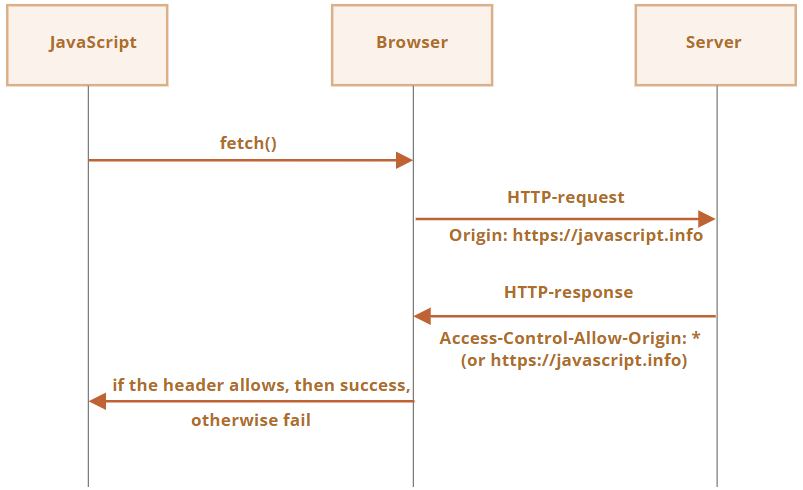 JavaScript
Browser
Server
fetch()
HTTP-request
Origin: https://javascript.info
HTTP-response
Access-Control-Allow-Origin: *
(or https://javascript.info)
if the header allows, then success,
otherwise fail